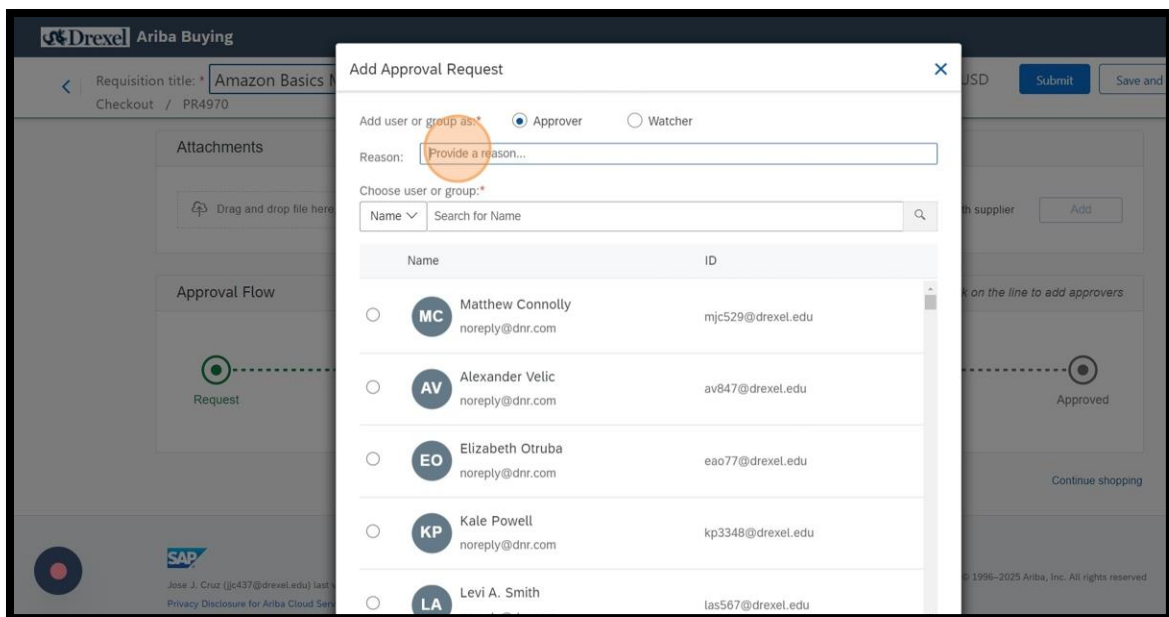 Drexel Ariba Buying
Requisition title: * Amazon Basics
Checkout / PR4970
USD
Submit
Save and
Add Approval Request
Add user or group as:* Approver Watcher
Reason: Provide a reason...
Choose user or group:*
Name Search for Name
Name ID
MC Matthew Connolly
noreply@dnr.com
mjc529@drexel.edu
AV Alexander Velic
noreply@dnr.com
av847@drexel.edu
EO Elizabeth Otruba
noreply@dnr.com
eao77@drexel.edu
KP Kale Powell
noreply@dnr.com
kp3348@drexel.edu
LA Levi A. Smith
las567@drexel.edu
Attachments
Drag and drop file here
supplier Add
Approval Flow
on the line to add approvers
Request
Approved
Continue shopping
SAP
Jose J. Cruz (jjc437@drexel.edu) last
Privacy Disclosure for Ariba Cloud
© 1996–2025 Ariba, Inc. All rights reserved